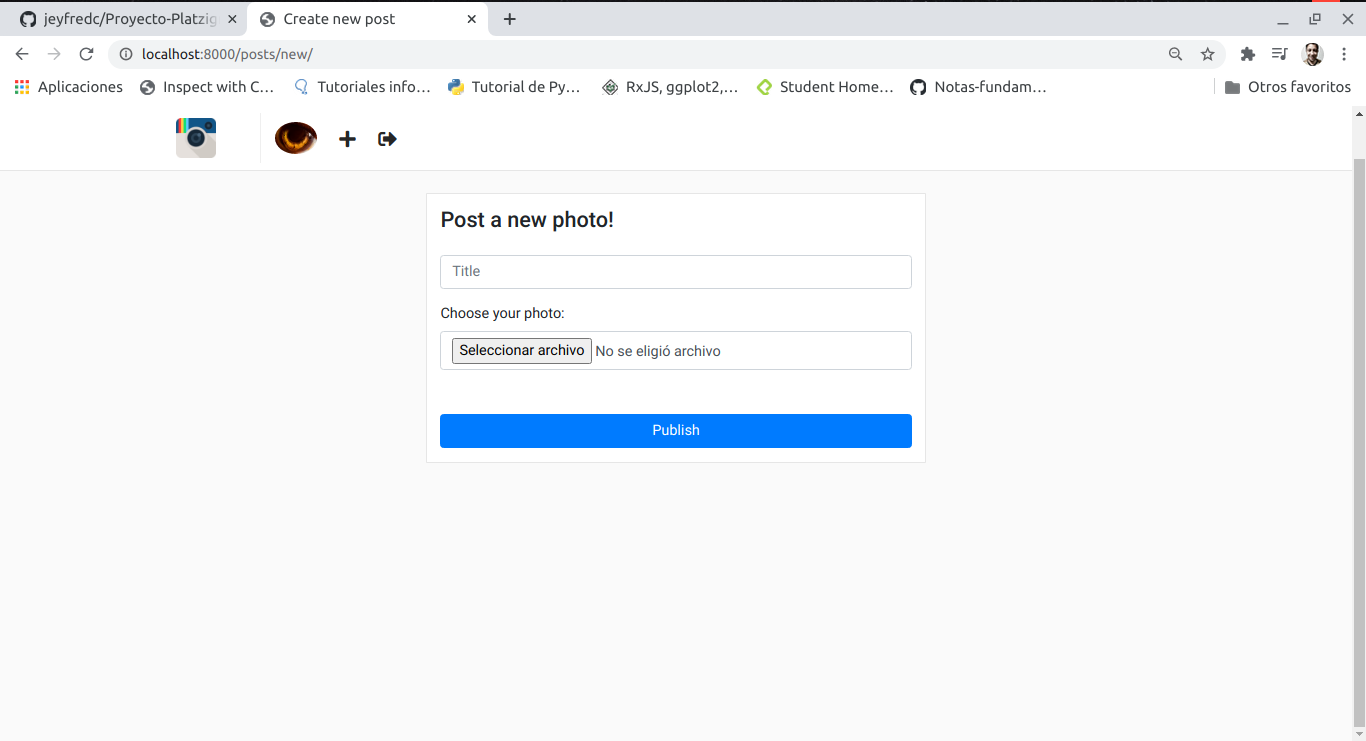 jeyfredc/Proyecto-Platzig
Create new post
localhost:8000/posts/new/
Aplicaciones
Inspect with C...
Tutoriales info...
Tutorial de Py...
RxJS, ggplot2,...
Student Home...
Notas-fundam...
Otros favoritos
Post a new photo!
Title
Choose your photo:
Seleccionar archivo No se eligió archivo
Publish